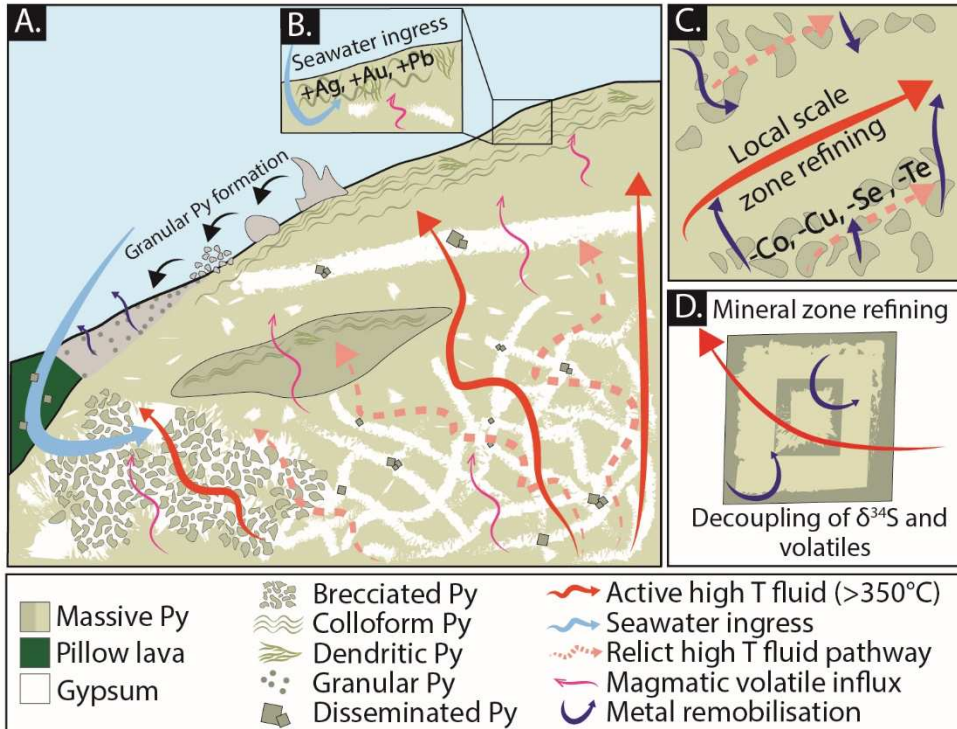 A.
B.
Seawater ingress
+Ag, +Au, +Pb
Granular Py formation
C.
Local scale
zone refining
-Co, -Cu, -Se, -Te
D.
Mineral zone refining
Decoupling of δ³⁴S and
volatiles
Massive Py
Pillow lava
Gypsum
Brecciated Py
Colloform Py
Dendritic Py
Granular Py
Disseminated Py
Active high T fluid (>350°C)
Seawater ingress
Relict high T fluid pathway
Magmatic volatile influx
Metal remobilisation